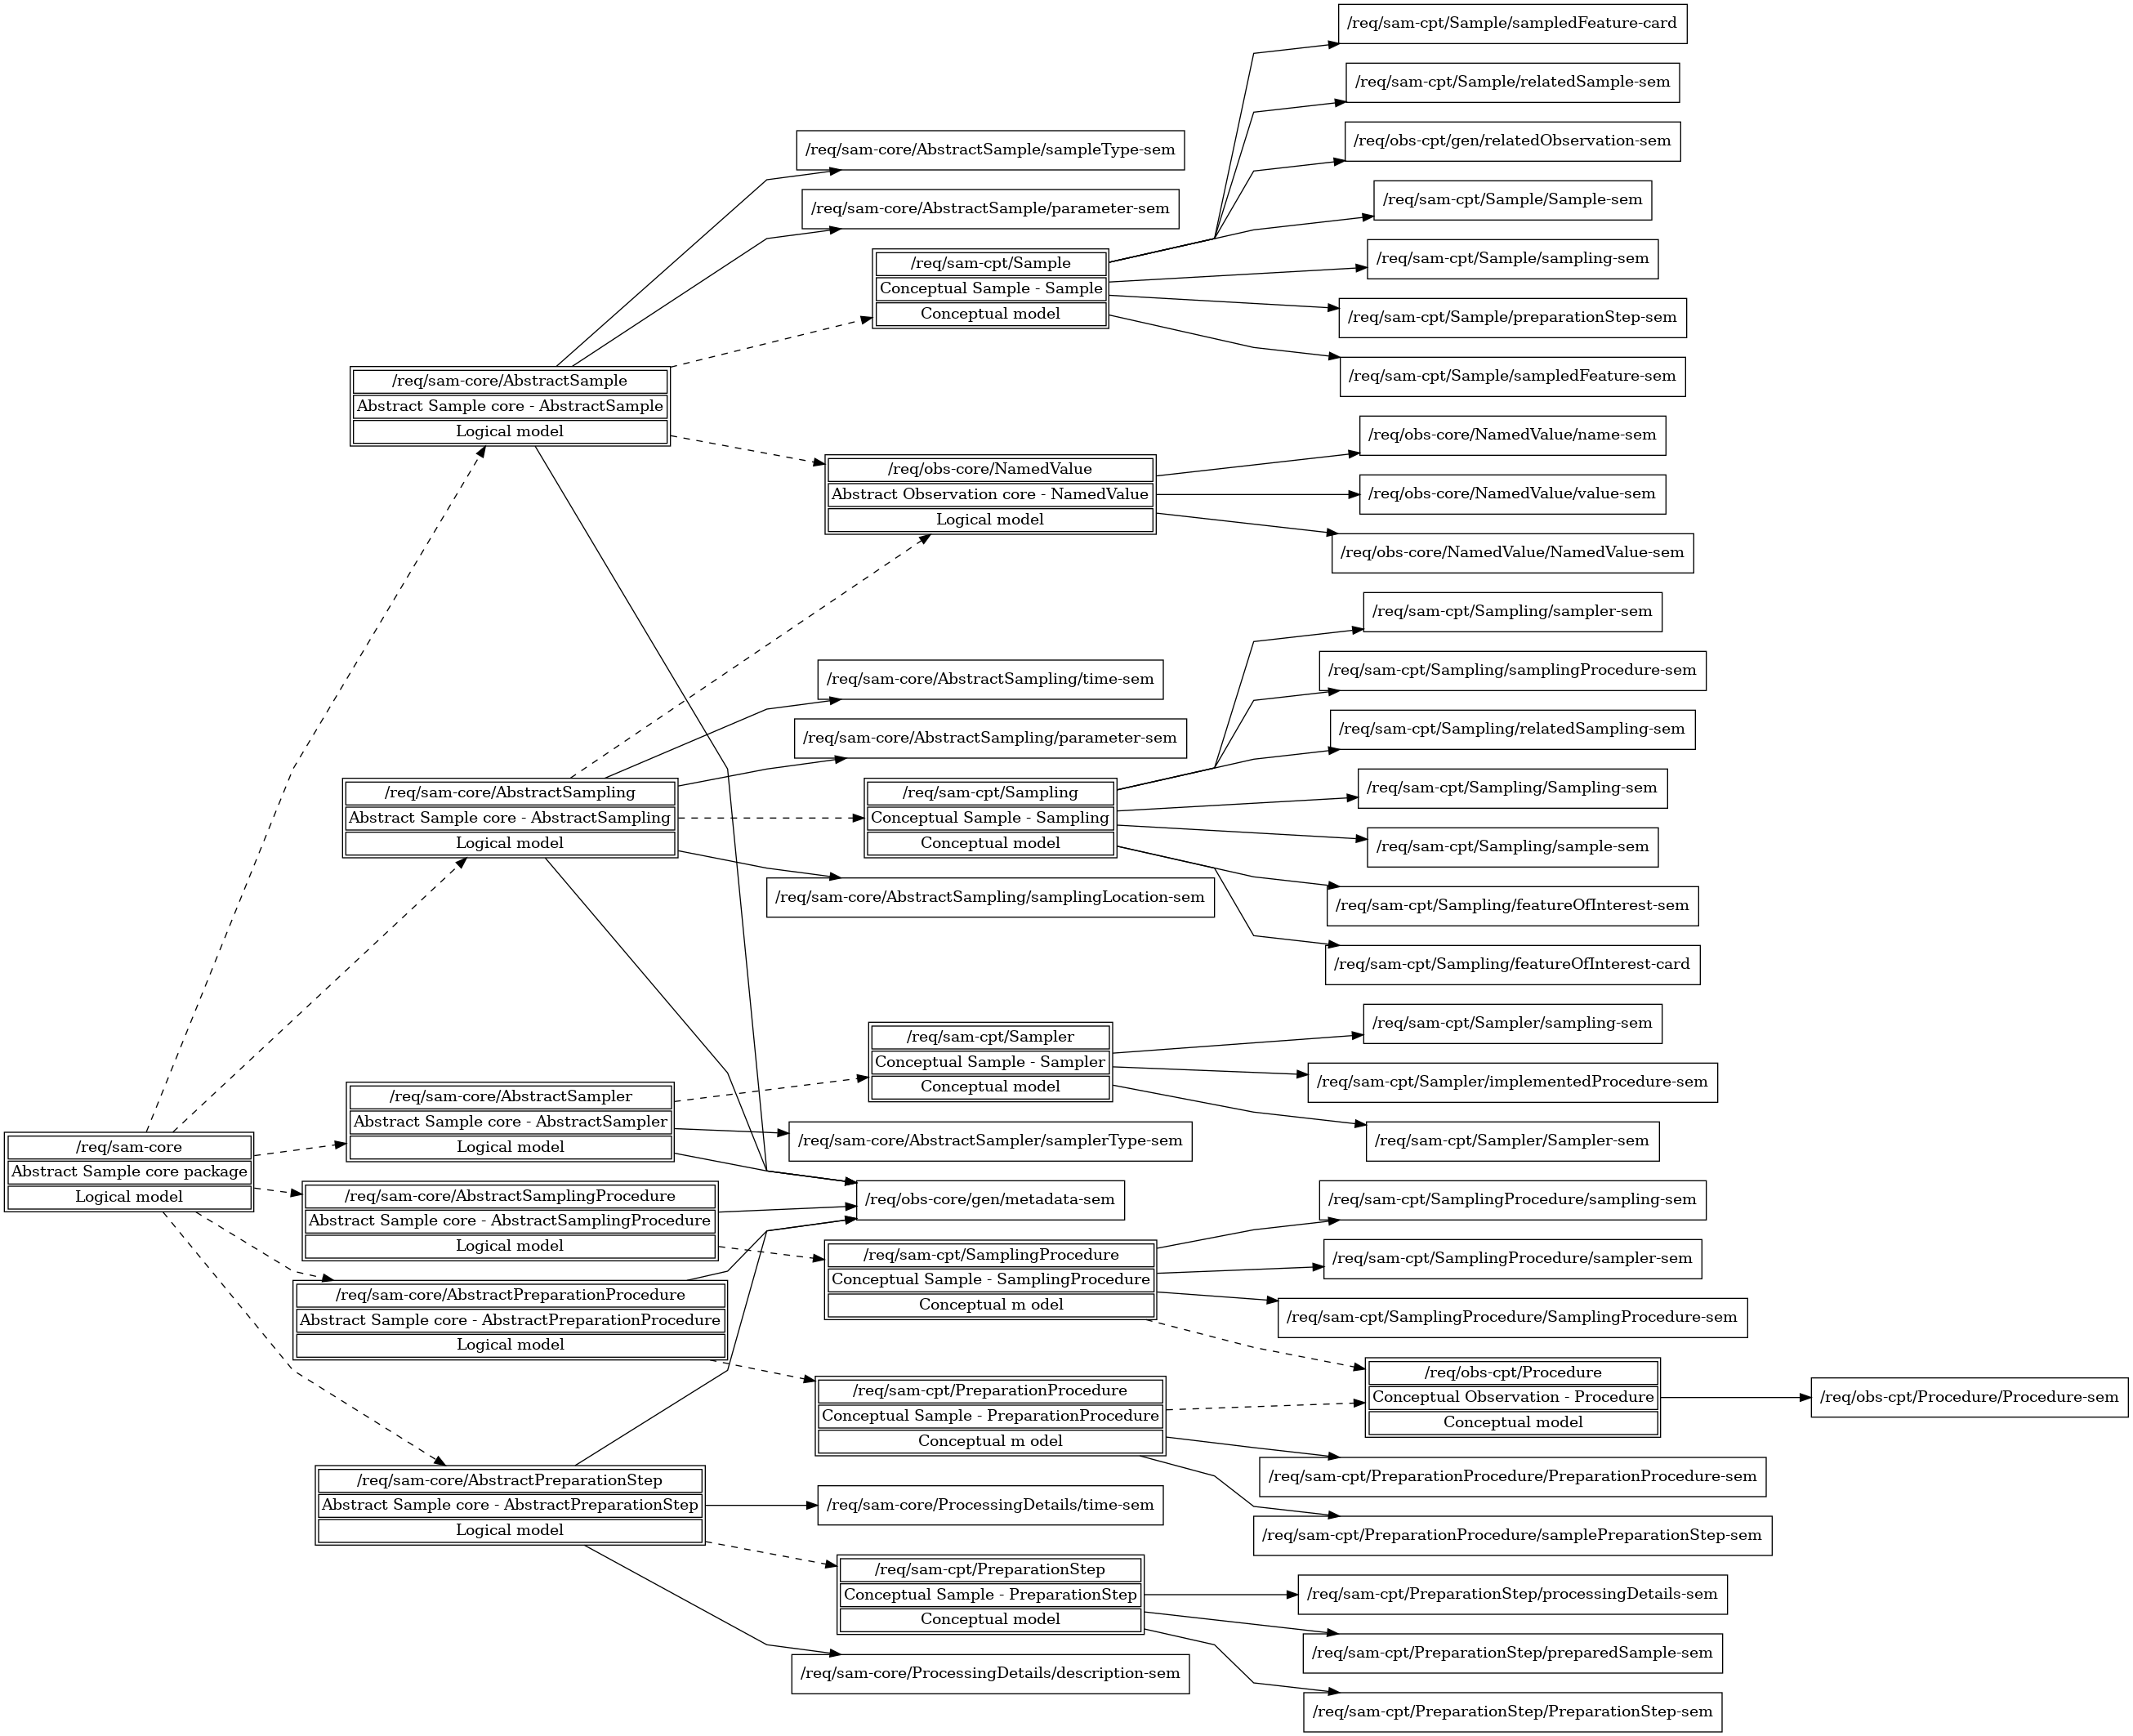 /req/sam-core
Abstract Sample core package
Logical model
/req/sam-core/AbstractSample
Abstract Sample core - AbstractSample
Logical model
/req/sam-core/AbstractSampling
Abstract Sample core - AbstractSampling
Logical model
/req/sam-core/AbstractSampler
Abstract Sample core - AbstractSampler
Logical model
/req/sam-core/AbstractSamplingProcedure
Abstract Sample core - AbstractSamplingProcedure
Logical model
/req/sam-core/AbstractPreparationProcedure
Abstract Sample core - AbstractPreparationProcedure
Logical model
/req/sam-core/AbstractPreparationStep
Abstract Sample core - AbstractPreparationStep
Logical model
/req/sam-core/AbstractSample/sampleType-sem
/req/sam-core/AbstractSample/parameter-sem
/req/sam-cpt/Sample
Conceptual Sample - Sample
Conceptual model
/req/obs-core/NamedValue
Abstract Observation core - NamedValue
Logical model
/req/sam-core/AbstractSampling/time-sem
/req/sam-core/AbstractSampling/parameter-sem
/req/sam-cpt/Sampling
Conceptual Sample - Sampling
Conceptual model
/req/sam-core/AbstractSampling/samplingLocation-sem
/req/sam-cpt/Sampler
Conceptual Sample - Sampler
Conceptual model
/req/sam-core/AbstractSampler/samplerType-sem
/req/obs-core/gen/metadata-sem
/req/sam-cpt/SamplingProcedure
Conceptual Sample - SamplingProcedure
Conceptual m odel
/req/sam-cpt/PreparationProcedure
Conceptual Sample - PreparationProcedure
Conceptual m odel
/req/sam-core/ProcessingDetails/time-sem
/req/sam-cpt/PreparationStep
Conceptual Sample - PreparationStep
Conceptual model
/req/sam-core/ProcessingDetails/description-sem
/req/sam-cpt/Sample/sampledFeature-card
/req/sam-cpt/Sample/relatedSample-sem
/req/obs-cpt/gen/relatedObservation-sem
/req/sam-cpt/Sample/Sample-sem
/req/sam-cpt/Sample/sampling-sem
/req/sam-cpt/Sample/preparationStep-sem
/req/sam-cpt/Sample/sampledFeature-sem
/req/obs-core/NamedValue/name-sem
/req/obs-core/NamedValue/value-sem
/req/obs-core/NamedValue/NamedValue-sem
/req/sam-cpt/Sampling/sampler-sem
/req/sam-cpt/Sampling/samplingProcedure-sem
/req/sam-cpt/Sampling/relatedSampling-sem
/req/sam-cpt/Sampling/Sampling-sem
/req/sam-cpt/Sampling/sample-sem
/req/sam-cpt/Sampling/featureOfInterest-sem
/req/sam-cpt/Sampling/featureOfInterest-card
/req/sam-cpt/Sampler/sampling-sem
/req/sam-cpt/Sampler/implementedProcedure-sem
/req/sam-cpt/Sampler/Sampler-sem
/req/sam-cpt/SamplingProcedure/sampling-sem
/req/sam-cpt/SamplingProcedure/sampler-sem
/req/sam-cpt/SamplingProcedure/SamplingProcedure-sem
/req/obs-cpt/Procedure
Conceptual Observation - Procedure
Conceptual model
/req/sam-cpt/PreparationProcedure/PreparationProcedure-sem
/req/sam-cpt/PreparationProcedure/samplePreparationStep-sem
/req/sam-cpt/PreparationStep/processingDetails-sem
/req/sam-cpt/PreparationStep/preparedSample-sem
/req/sam-cpt/PreparationStep/PreparationStep-sem
/req/obs-cpt/Procedure/Procedure-sem